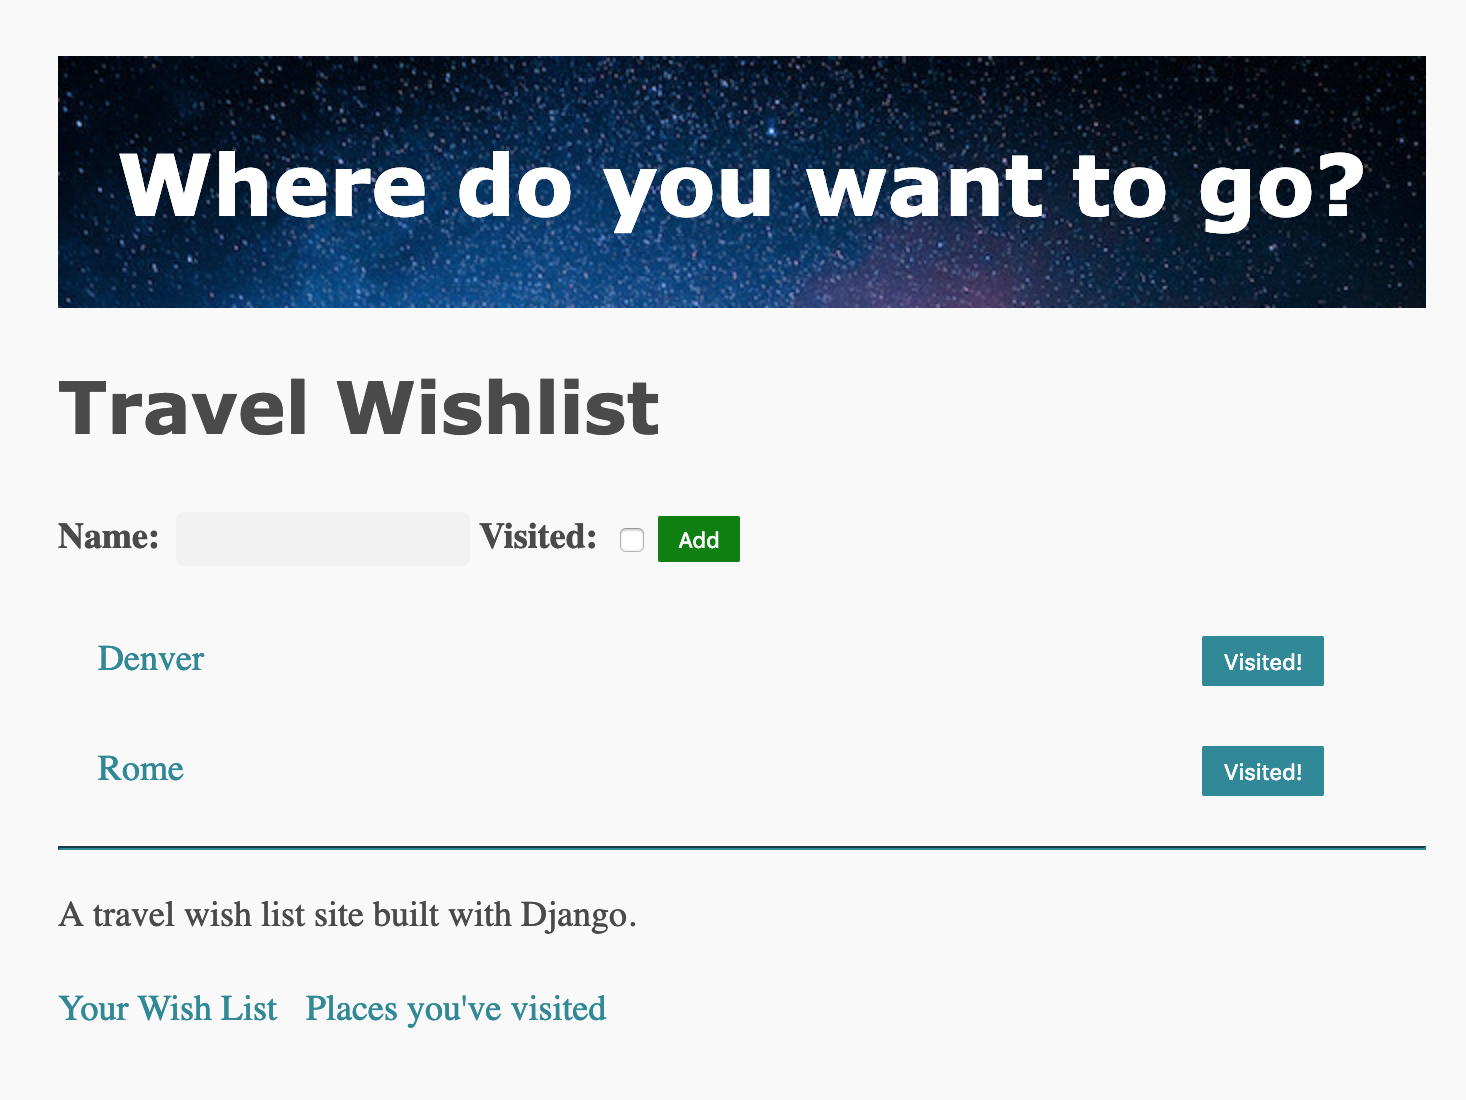 Where do you want to go?
Travel Wishlist
Name: Visited: Add
Denver Visited!
Rome Visited!
A travel wish list site built with Django.
Your Wish List Places you've visited